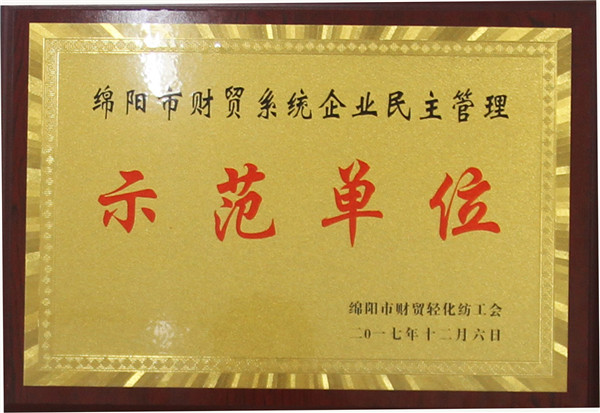 绵阳市财贸系统企业民主管理
示范单位
绵阳市财贸轻化纺工会
二0一七年十二月六日